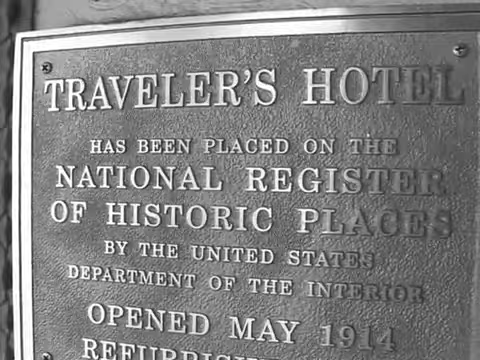 TRAVELER'S HOTEL
HAS BEEN PLACED ON THE
NATIONAL REGISTER
OF HISTORIC PLACES
BY THE UNITED STATES
DEPARTMENT OF THE INTERIOR
OPENED MAY 1914